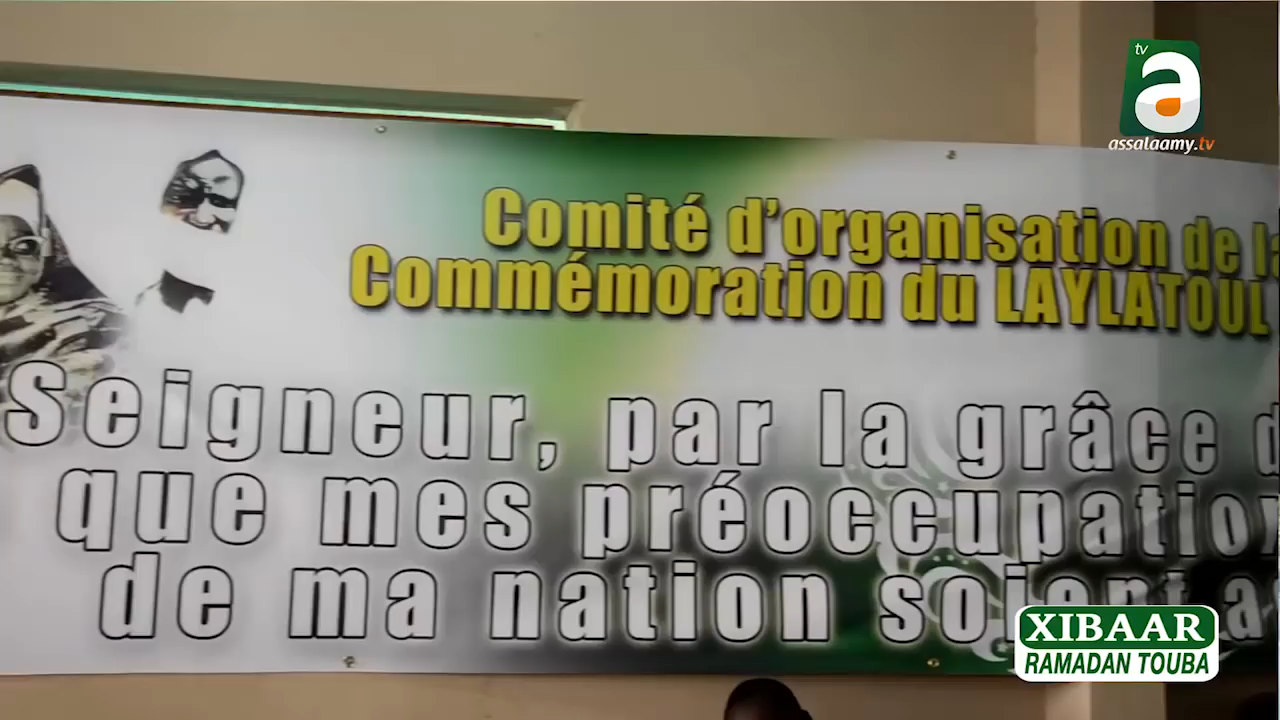 tv
a
assalaamy.tv
Comité d'organisation de la
Commémoration du LAYLATOUL
Seigneur, par la grâce
que mes préoccupation
de ma nation soient
XIBAAR
RAMADAN TOUBA